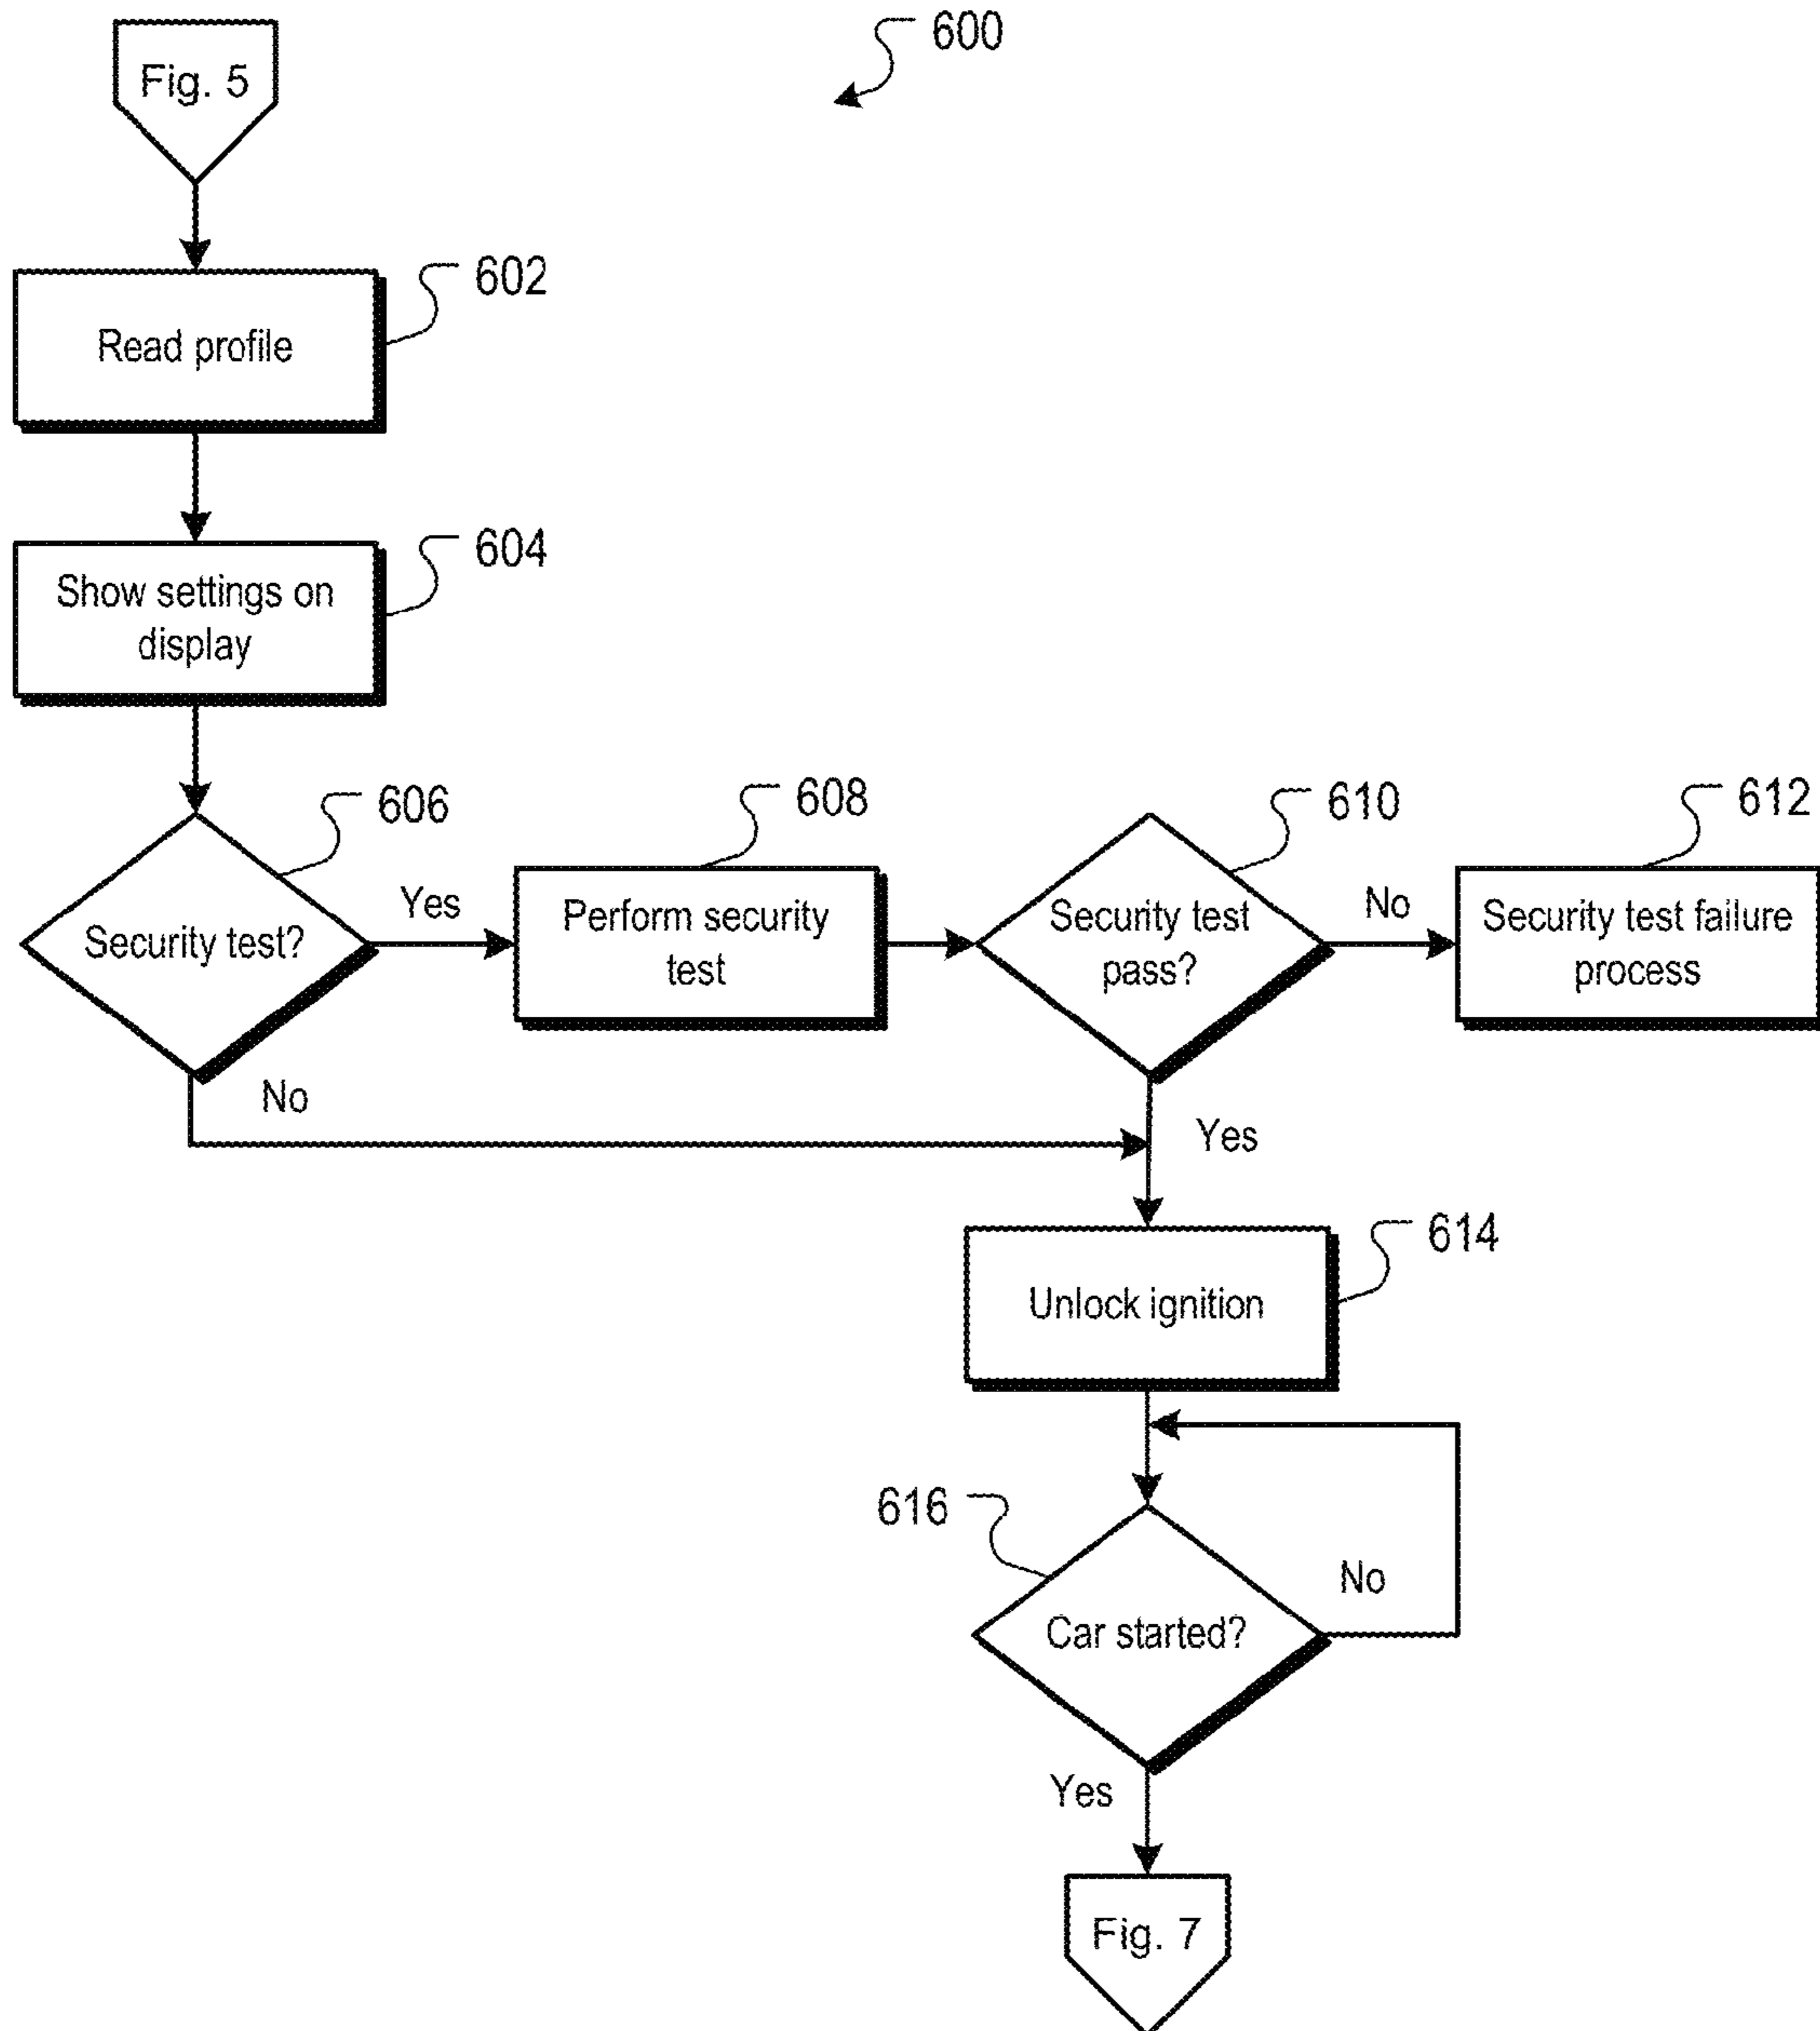 600
Fig. 5
602
Read profile
604
Show settings on
display
606
Security test?
Yes
No
608
Perform security
test
610
Security test
pass?
No
Yes
612
Security test failure
process
614
Unlock ignition
616
Car started?
No
Yes
Fig. 7